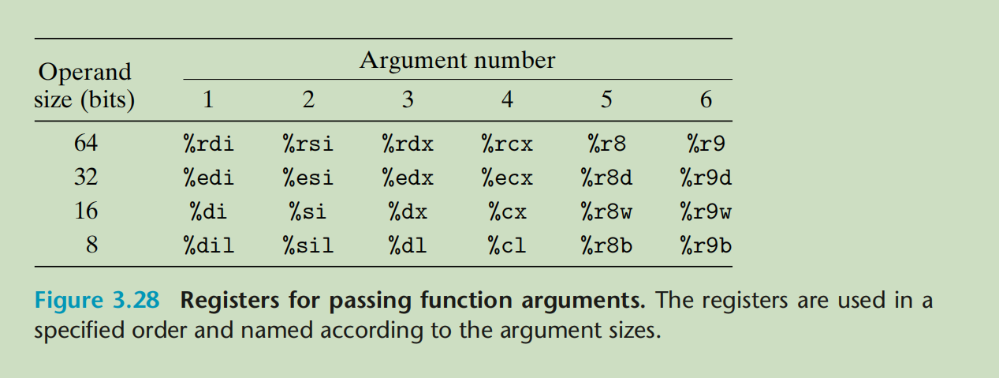 Argument number
Operand
size (bits) 1 2 3 4 5 6
64 %rdi %rsi %rdx %rcx %r8 %r9
32 %edi %esi %edx %ecx %r8d %r9d
16 %di %si %dx %cx %r8w %r9w
8 %dil %sil %dl %cl %r8b %r9b
Figure 3.28 Registers for passing function arguments. The registers are used in a
specified order and named according to the argument sizes.